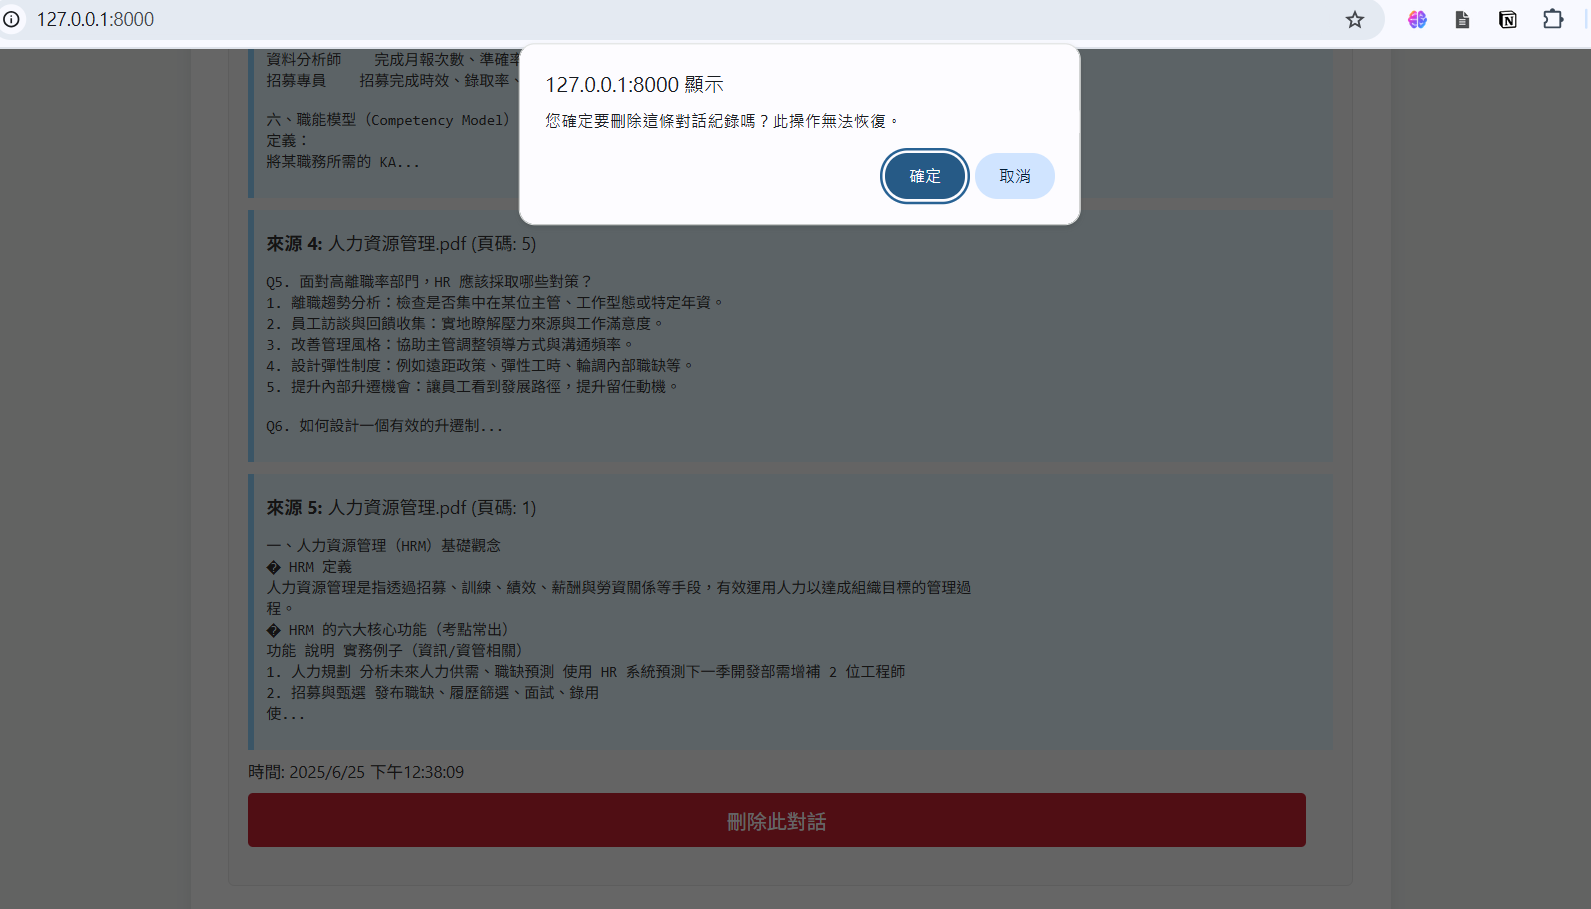 127.0.0.1:8000
127.0.0.1:8000 顯示
您確定要刪除這條對話紀錄嗎？此操作無法恢復。
確定
取消
資料分析師 完成月報次數、準確率
招募專員 招募完成時效、錄取率、
六、職能模型（Competency Model）
定義：
將某職務所需的 KA...
來源 4: 人力資源管理.pdf (頁碼: 5)
Q5. 面對高離職率部門，HR 應該採取哪些對策？
1. 離職趨勢分析：檢查是否集中在某位主管、工作型態或特定年資。
2. 員工訪談與回饋收集：實地瞭解壓力來源與工作滿意度。
3. 改善管理風格：協助主管調整領導方式與溝通頻率。
4. 設計彈性制度：例如遠距政策、彈性工時、輪調內部職缺等。
5. 提升內部升遷機會：讓員工看到發展路徑，提升留任動機。
Q6. 如何設計一個有效的升遷制...
來源 5: 人力資源管理.pdf (頁碼: 1)
一、人力資源管理（HRM）基礎觀念
� HRM 定義
人力資源管理是指透過招募、訓練、績效、薪酬與勞資關係等手段，有效運用人力以達成組織目標的管理過
程。
� HRM 的六大核心功能（考點常出）
功能 說明 實務例子（資訊/資管相關）
1. 人力規劃 分析未來人力供需、職缺預測 使用 HR 系統預測下一季開發部需增補 2 位工程師
2. 招募與甄選 發布職缺、履歷篩選、面試、錄用
使...
時間: 2025/6/25 下午12:38:09
刪除此對話